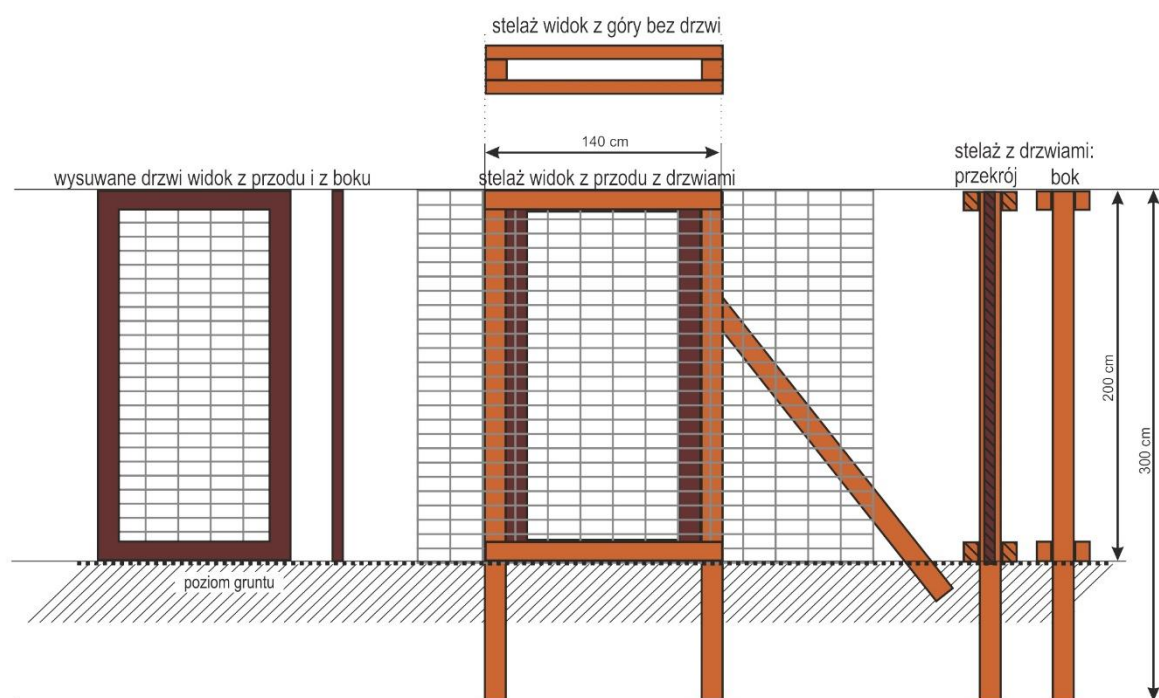 stelaż widok z góry bez drzwi
140 cm
wysuwane drzwi widok z przodu i z boku
stelaż widok z przodu z drzwiami
stelaż z drzwiami:
przekrój
bok
200 cm
300 cm
poziom gruntu